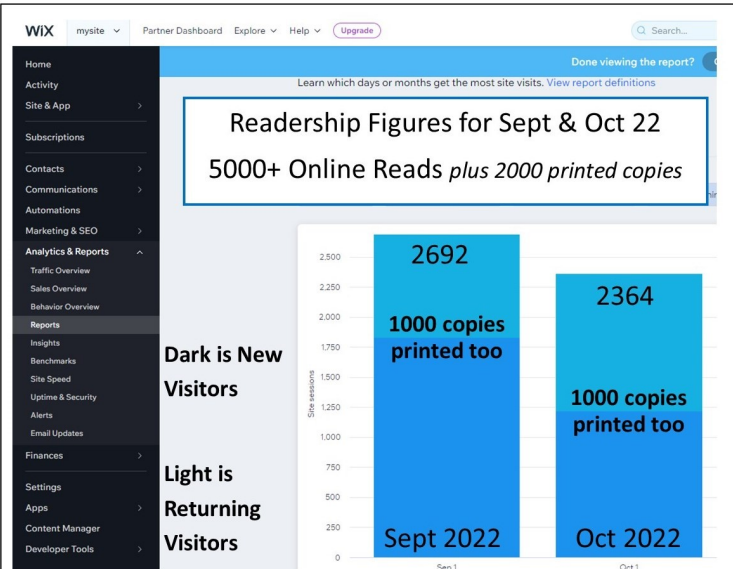 WiX mysite Partner Dashboard Explore Help Upgrade Search...
Done viewing the report?
Home
Activity
Site & App
Subscriptions
Contacts
Communications
Automations
Marketing & SEO
Analytics & Reports
Traffic Overview
Sales Overview
Behavior Overview
Reports
Insights
Benchmarks
Site Speed
Uptime & Security
Alerts
Email Updates
Finances
Settings
Apps
Content Manager
Developer Tools
Learn which days or months get the most site visits. View report definitions
Readership Figures for Sept & Oct 22
5000+ Online Reads plus 2000 printed copies
Dark is New
Visitors
Light is
Returning
Visitors
Site sessions
2,500
2,250
2,000
1,750
1,500
1,250
1,000
750
500
250
0
2692
1000 copies
printed too
Sept 2022
Sep 1
2364
1000 copies
printed too
Oct 2022
Oct 1